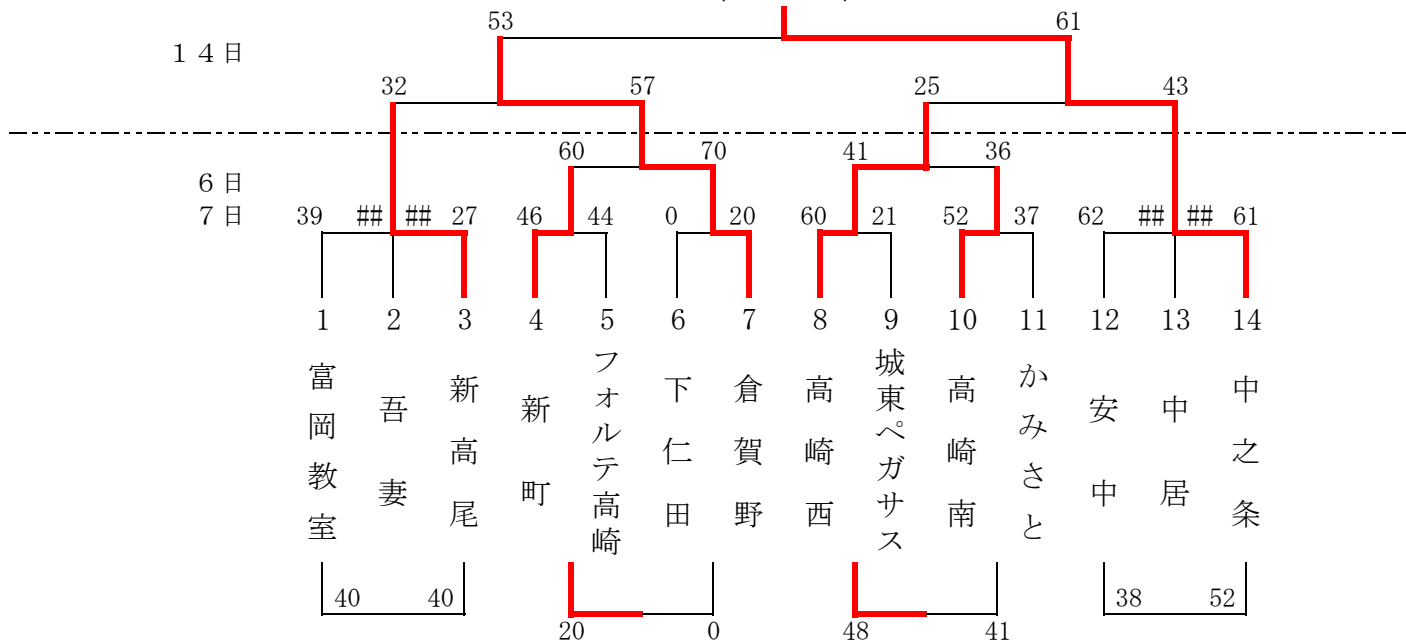 53 61
１４日
32 57 25 43
60 70 41 36
６日
７日 39 ## ## 27 46 44 0 20 60 21 52 37 62 ## ## 61
1 2 3 4 5 6 7 8 9 10 11 12 13 14
富岡教室
吾妻
新高尾
新町
フォルテ高崎
下仁田
倉賀野
高崎西
城東ペガサス
高崎南
かみさと
安中
中居
中之条
40 40 38 52
20 0 48 41